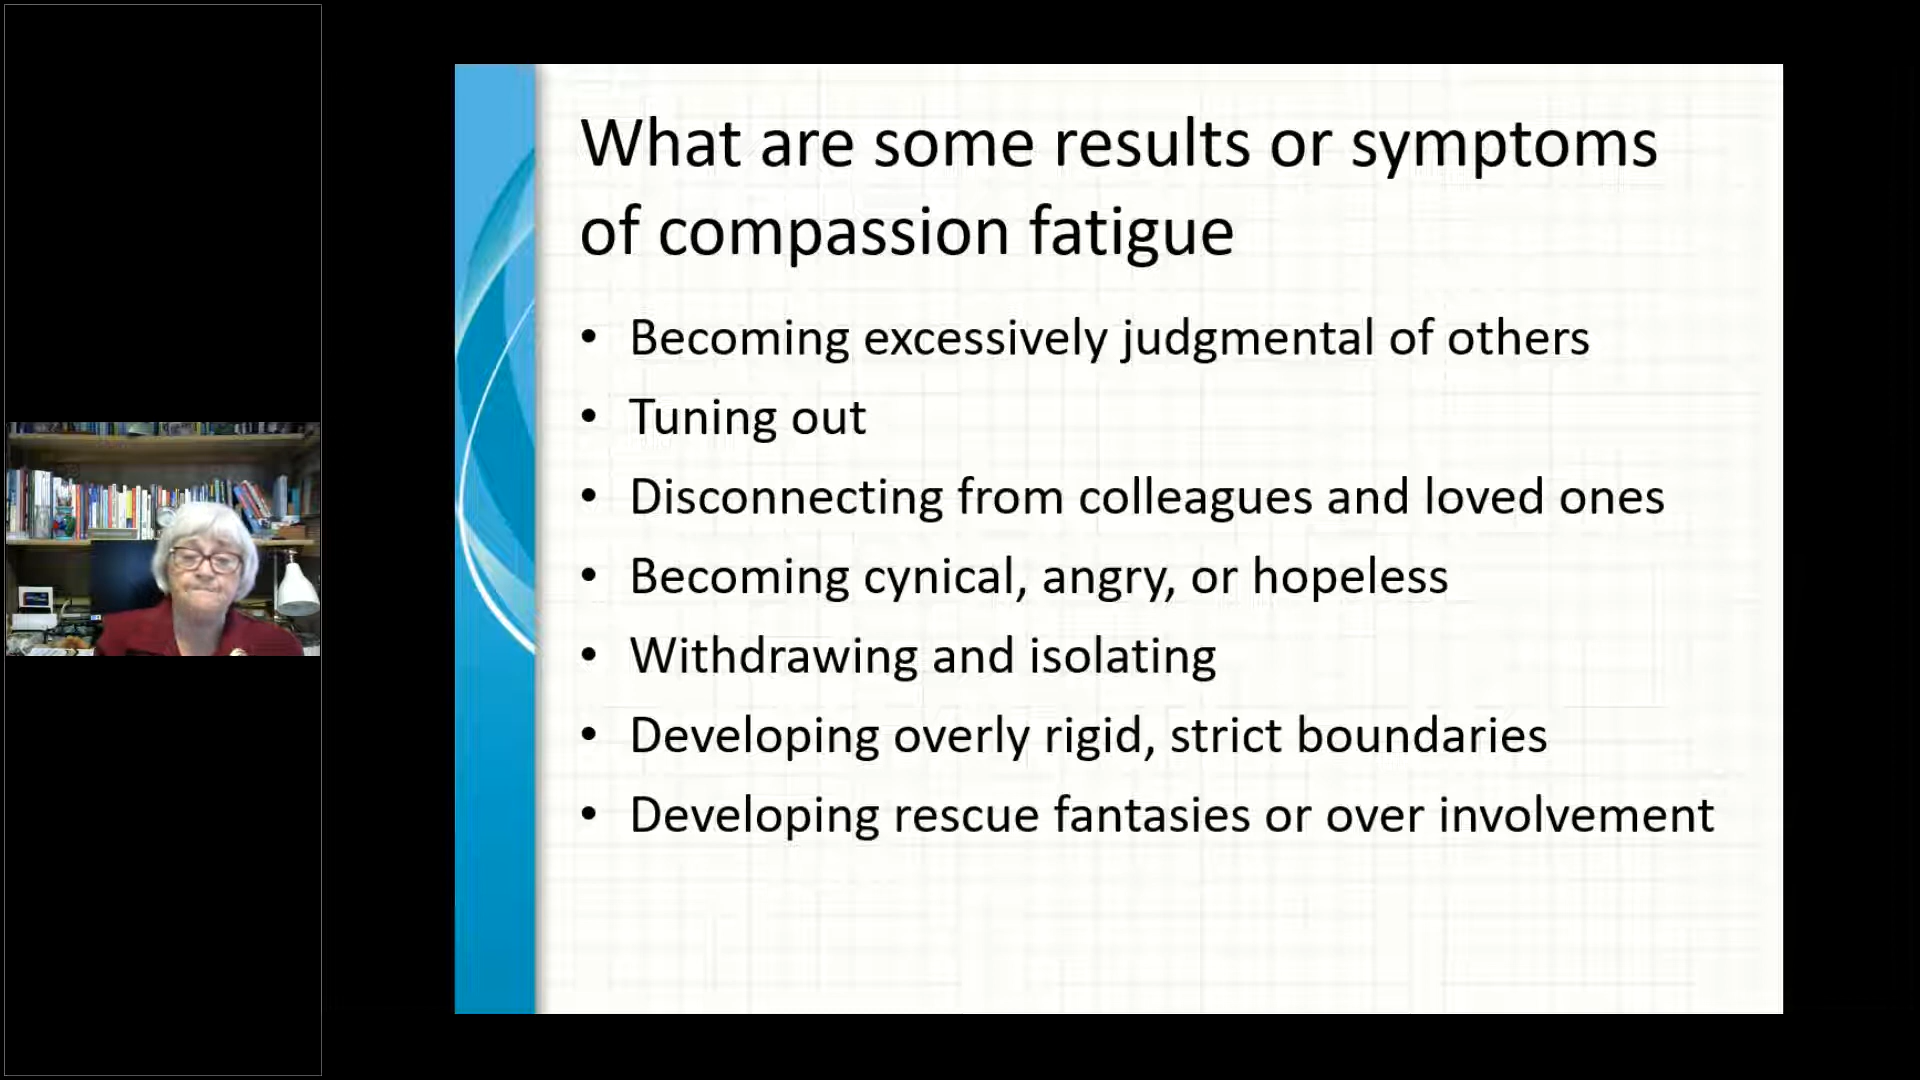 What are some results or symptoms
of compassion fatigue
• Becoming excessively judgmental of others
• Tuning out
• Disconnecting from colleagues and loved ones
• Becoming cynical, angry, or hopeless
• Withdrawing and isolating
• Developing overly rigid, strict boundaries
• Developing rescue fantasies or over involvement